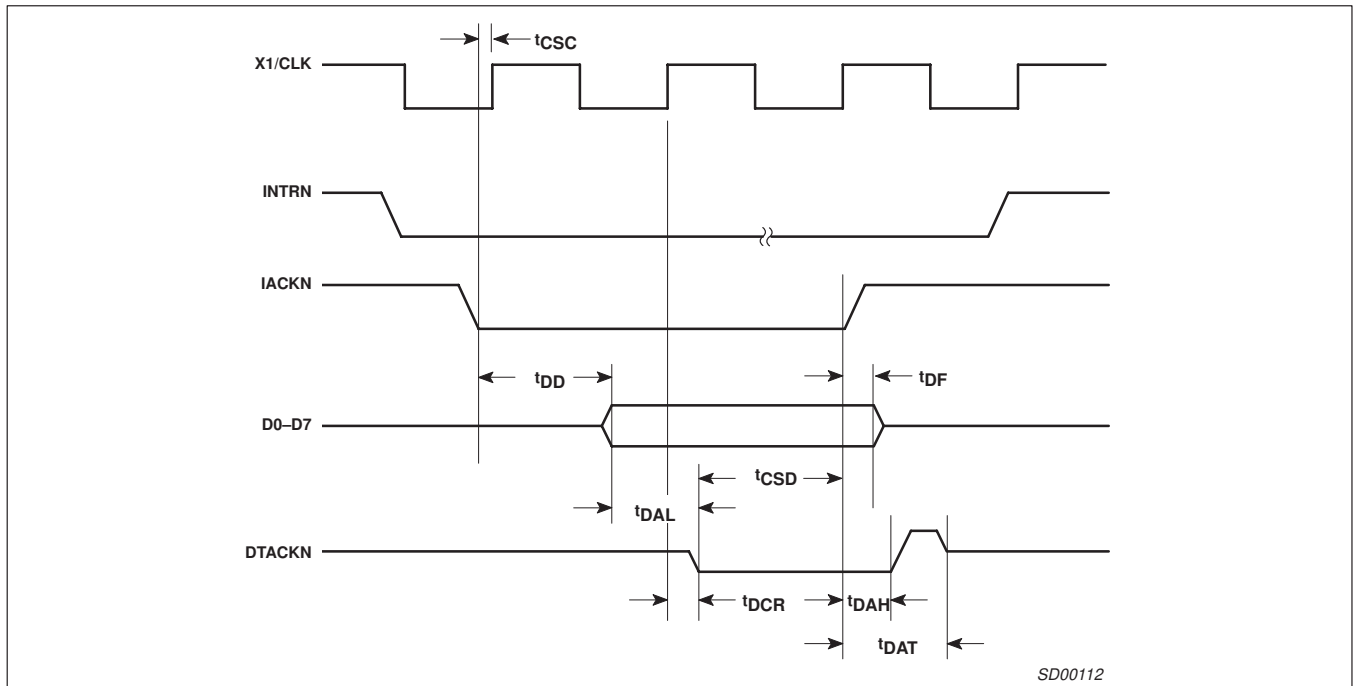 tCSC
X1/CLK
INTRN
IACKN
tDD
tDF
D0–D7
tCSD
tDAL
DTACKN
tDCR
tDAH
tDAT
SD00112